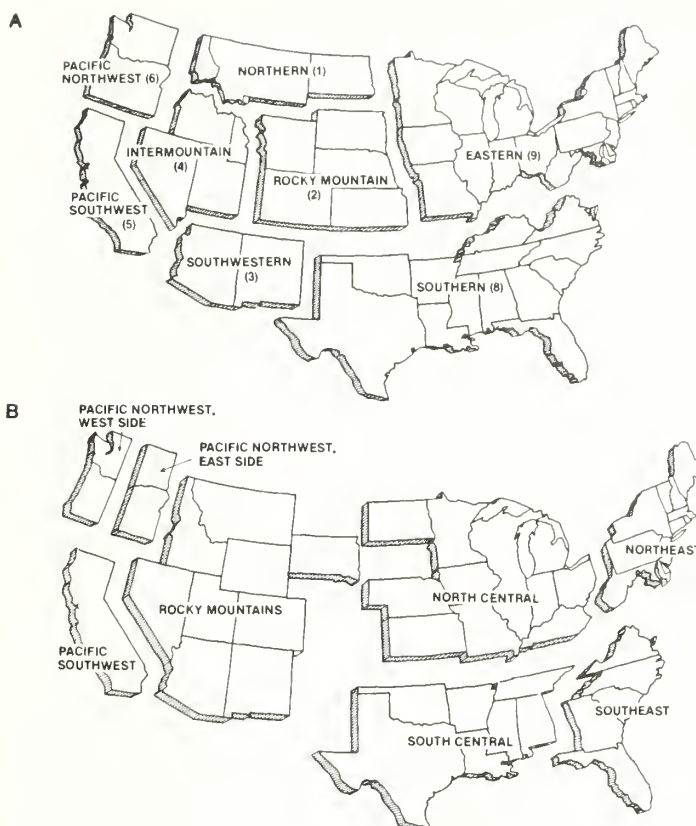 A
PACIFIC
NORTHWEST (6)
NORTHERN (1)
INTERMOUNTAIN
(4)
ROCKY MOUNTAIN
(2)
EASTERN (9)
PACIFIC
SOUTHWEST
(5)
SOUTHWESTERN
(3)
SOUTHERN (8)
B
PACIFIC NORTHWEST,
WEST SIDE
PACIFIC NORTHWEST,
EAST SIDE
NORTHEAST
ROCKY MOUNTAINS
NORTH CENTRAL
PACIFIC
SOUTHWEST
SOUTHEAST
SOUTH CENTRAL